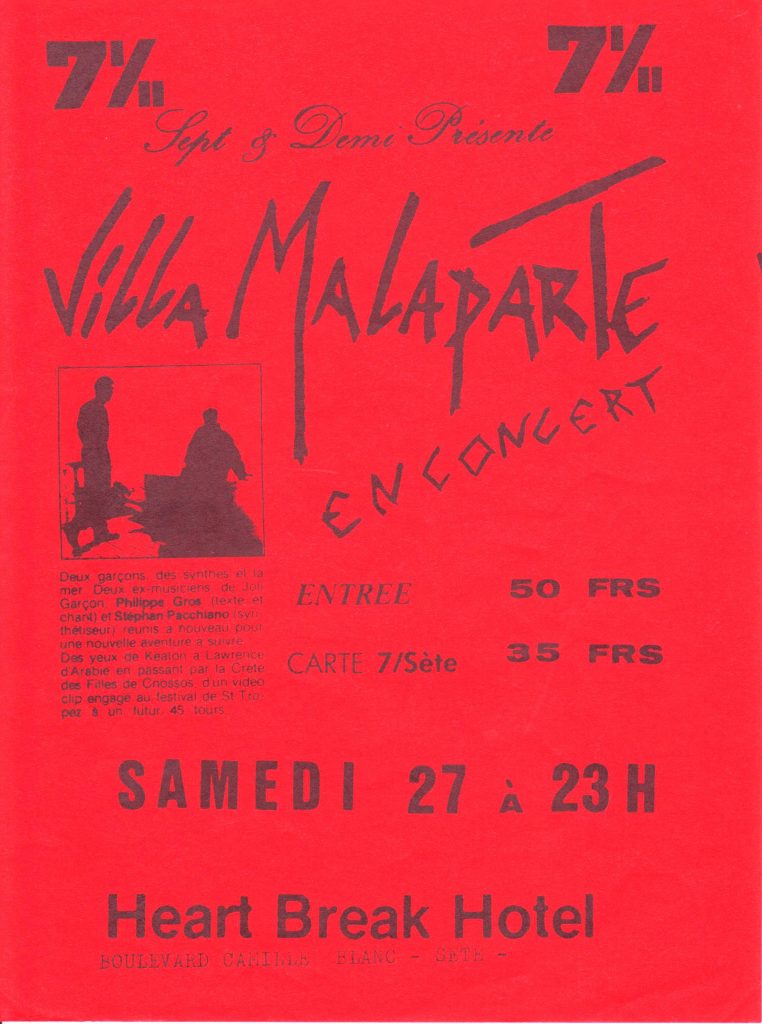 7½ 7½
Sept & Demi Présente
Villa Malaparte
EN CONCERT
Deux garçons, des synthés et la
mer. Deux ex-musiciens de Joli
Garçon, Philippe Gros (texte et
chant) et Stéphan Pacchiano (syn-
thétiseur) réunis à nouveau pour
une nouvelle aventure à suivre.
Des yeux de Keaton à Lawrence
d'Arabie en passant par la Crète
des Filles de Cnossos, d'un video
clip engagé au festival de St Tro-
pez à un futur 45 tours.
ENTREE 50 FRS
CARTE 7/Sète 35 FRS
SAMEDI 27 À 23H
Heart Break Hotel
BOULEVARD CAMILLE BLANC - SETE -